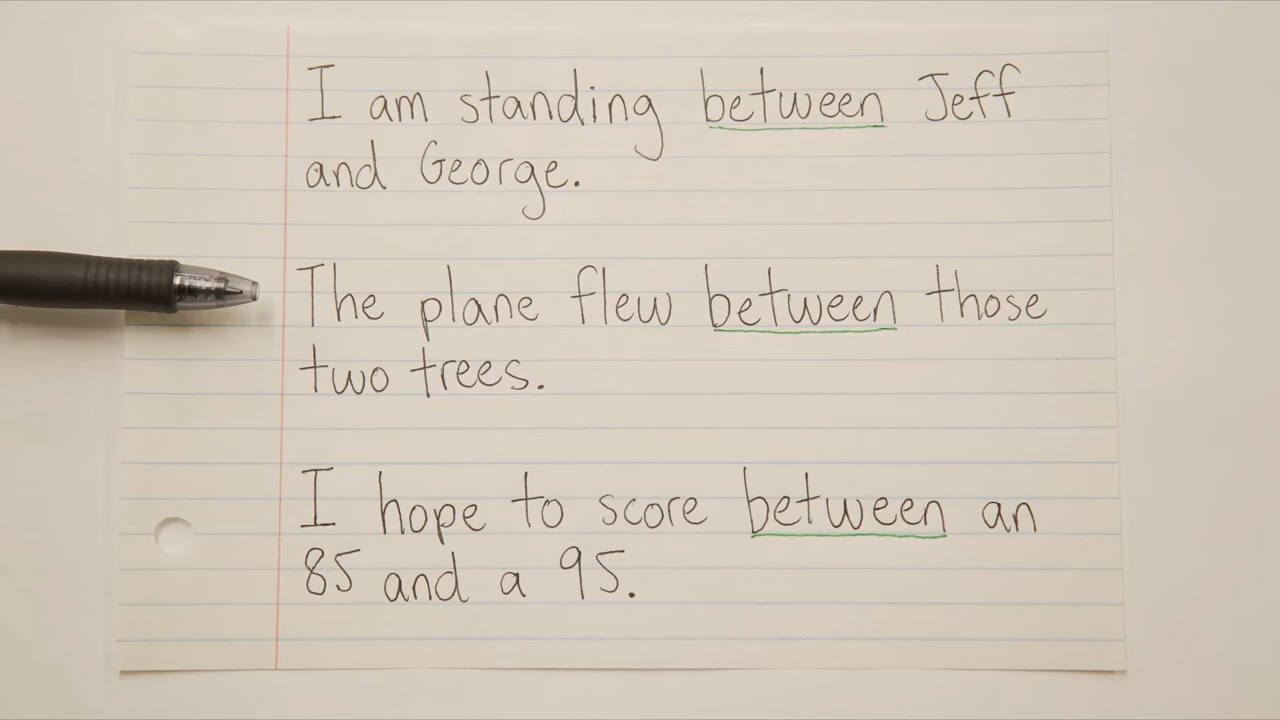 I am standing between Jeff
and George.
The plane flew between those
two trees.
I hope to score between an
85 and a 95.